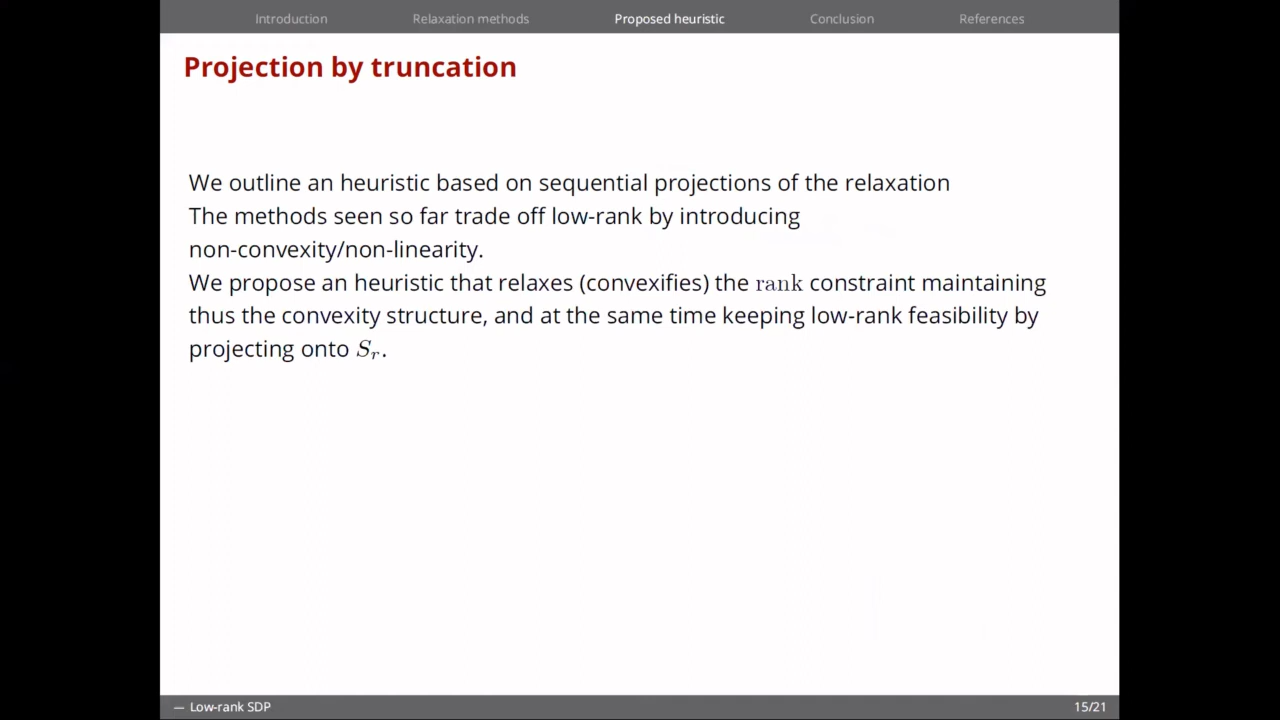 Introduction Relaxation methods Proposed heuristic Conclusion References
Projection by truncation
We outline an heuristic based on sequential projections of the relaxation
The methods seen so far trade off low-rank by introducing
non-convexity/non-linearity.
We propose an heuristic that relaxes (convexifies) the rank constraint maintaining
thus the convexity structure, and at the same time keeping low-rank feasibility by
projecting onto Sᵣ.
— Low-rank SDP 15/21